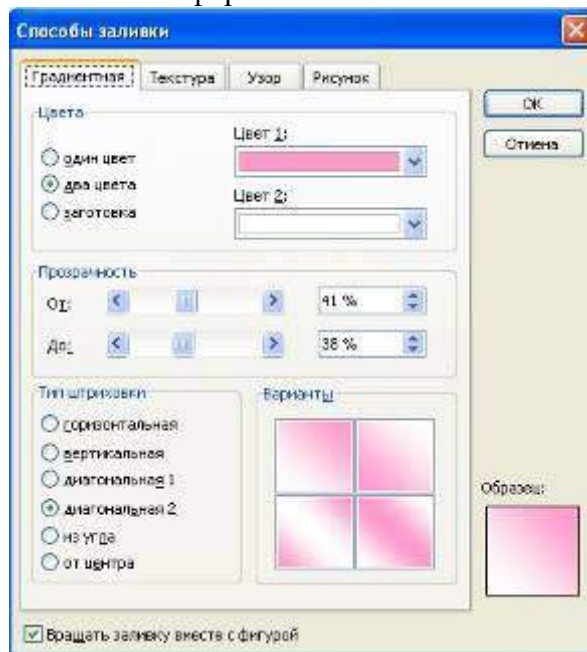 Способы заливки
Градиентная Текстура Узор Рисунок
Цвета
один цвет
два цвета
заготовка
Цвет 1:
Цвет 2:
ОК
Отмена
Прозрачность
От: 41 %
До: 38 %
Тип штриховки
горизонтальная
вертикальная
диагональная 1
диагональная 2
из угла
от центра
Варианты
Образец:
Вращать заливку вместе с фигурой